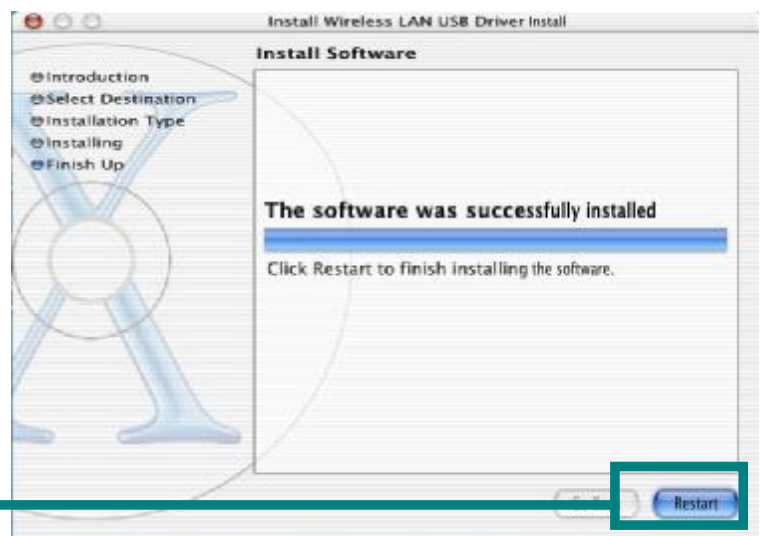 Install Wireless LAN USB Driver Install
Install Software
Introduction
Select Destination
Installation Type
Installing
Finish Up
The software was successfully installed
Click Restart to finish installing the software.
Restart